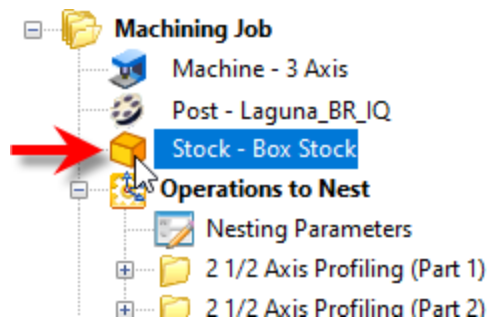 Machining Job
Machine - 3 Axis
Post - Laguna_BR_IQ
Stock - Box Stock
Operations to Nest
Nesting Parameters
2 1/2 Axis Profiling (Part 1)
2 1/2 Axis Profiling (Part 2)